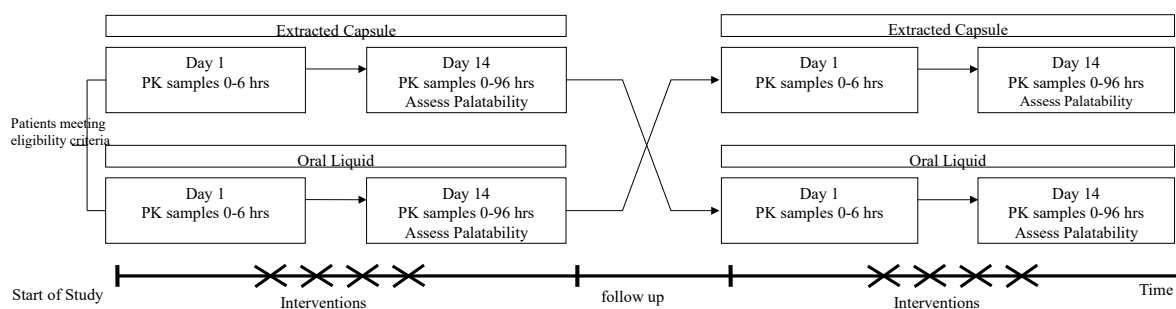 Extracted Capsule
Extracted Capsule
Day 1
PK samples 0-6 hrs
Day 14
PK samples 0-96 hrs
Assess Palatability
Day 1
PK samples 0-6 hrs
Day 14
PK samples 0-96 hrs
Assess Palatability
Patients meeting
eligibility criteria
Oral Liquid
Oral Liquid
Day 1
PK samples 0-6 hrs
Day 14
PK samples 0-96 hrs
Assess Palatability
Day 1
PK samples 0-6 hrs
Day 14
PK samples 0-96 hrs
Assess Palatability
Start of Study
Interventions
follow up
Interventions
Time